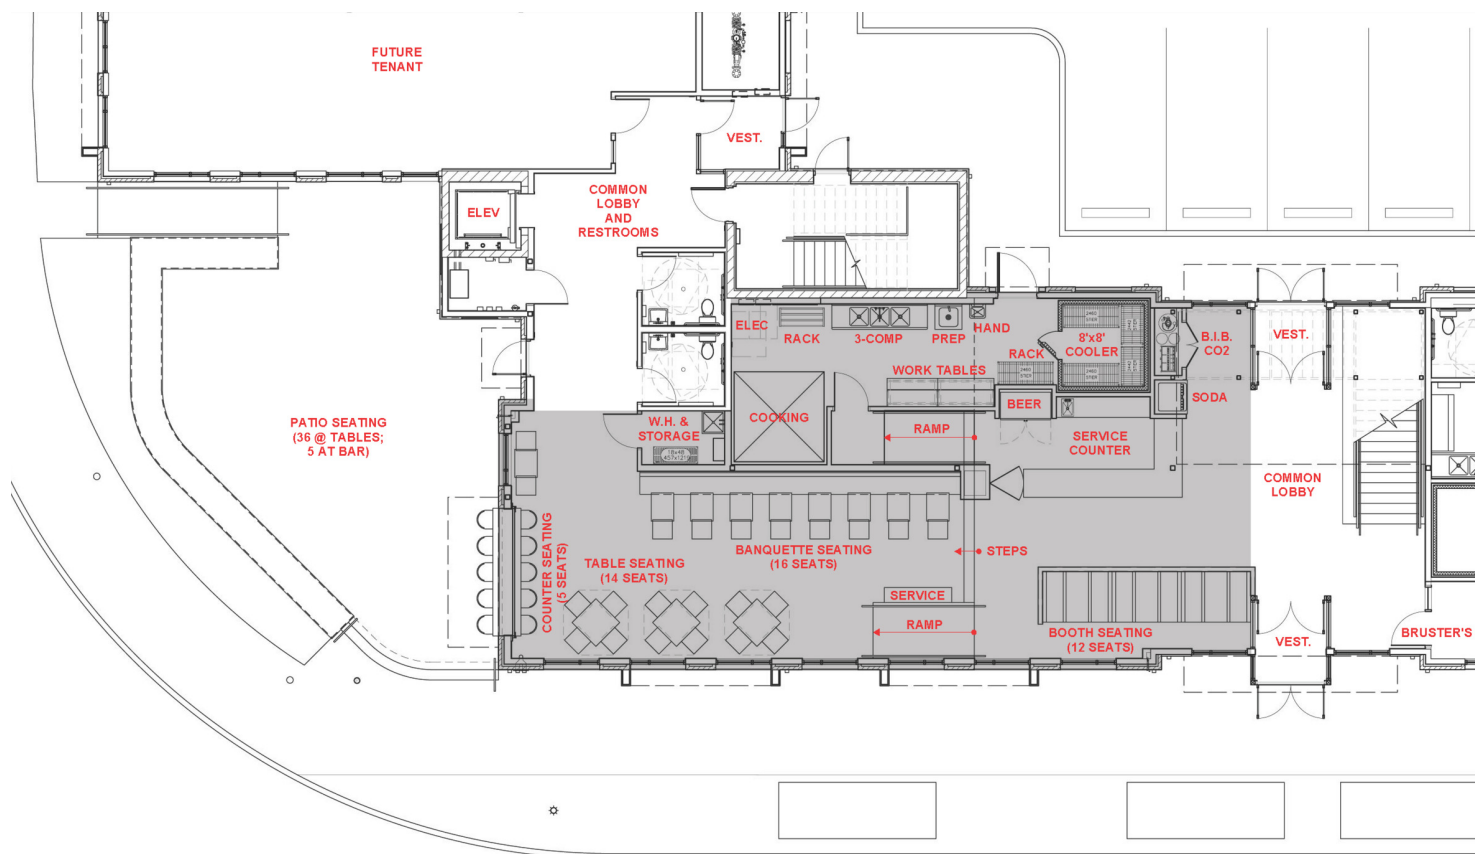 FUTURE
TENANT
VEST.
ELEV
COMMON
LOBBY
AND
RESTROOMS
ELEC
RACK
3-COMP
PREP
HAND
RACK
8'x8'
COOLER
B.I.B.
CO2
VEST.
WORK TABLES
BEER
SODA
COOKING
W.H. &
STORAGE
RAMP
SERVICE
COUNTER
PATIO SEATING
(36 @ TABLES;
5 AT BAR)
COMMON
LOBBY
COUNTER SEATING
(5 SEATS)
TABLE SEATING
(14 SEATS)
BANQUETTE SEATING
(16 SEATS)
STEPS
SERVICE
RAMP
BOOTH SEATING
(12 SEATS)
VEST.
BRUSTER'S